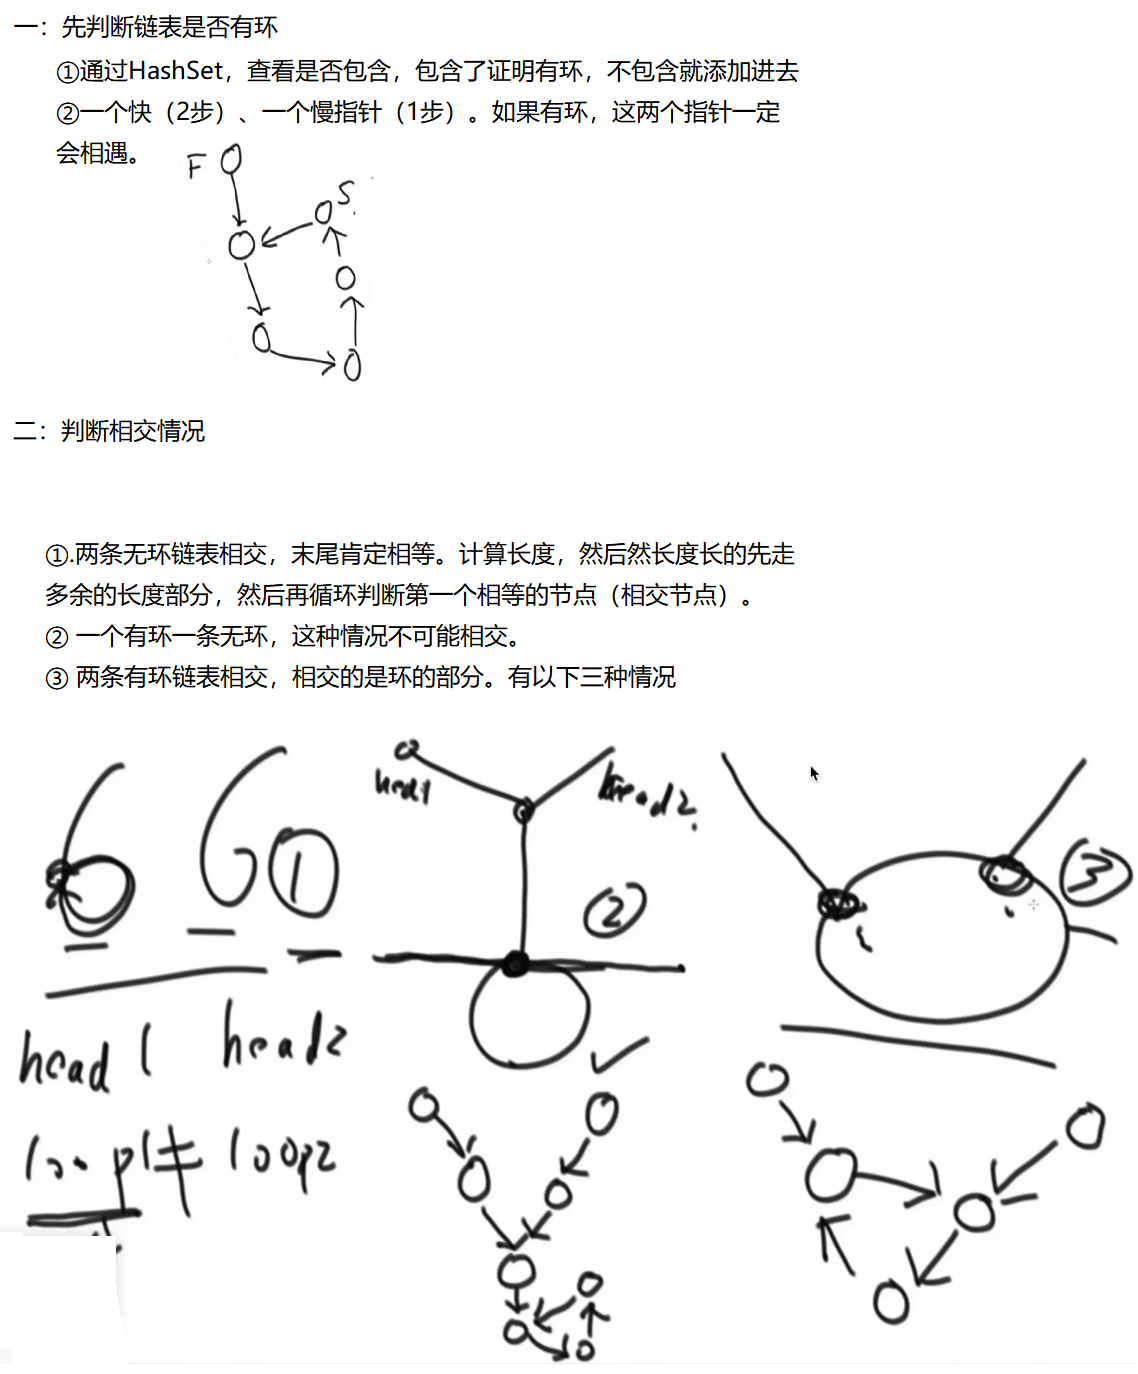 一：先判断链表是否有环
①通过HashSet，查看是否包含，包含了证明有环，不包含就添加进去
②一个快（2步）、一个慢指针（1步）。如果有环，这两个指针一定
会相遇。
F
S
二：判断相交情况
①.两条无环链表相交，末尾肯定相等。计算长度，然后然长度长的先走
多余的长度部分，然后再循环判断第一个相等的节点（相交节点）。
② 一个有环一条无环，这种情况不可能相交。
③ 两条有环链表相交，相交的是环的部分。有以下三种情况
①
head1
head2
②
③
head1 head2
loop1≠loop2